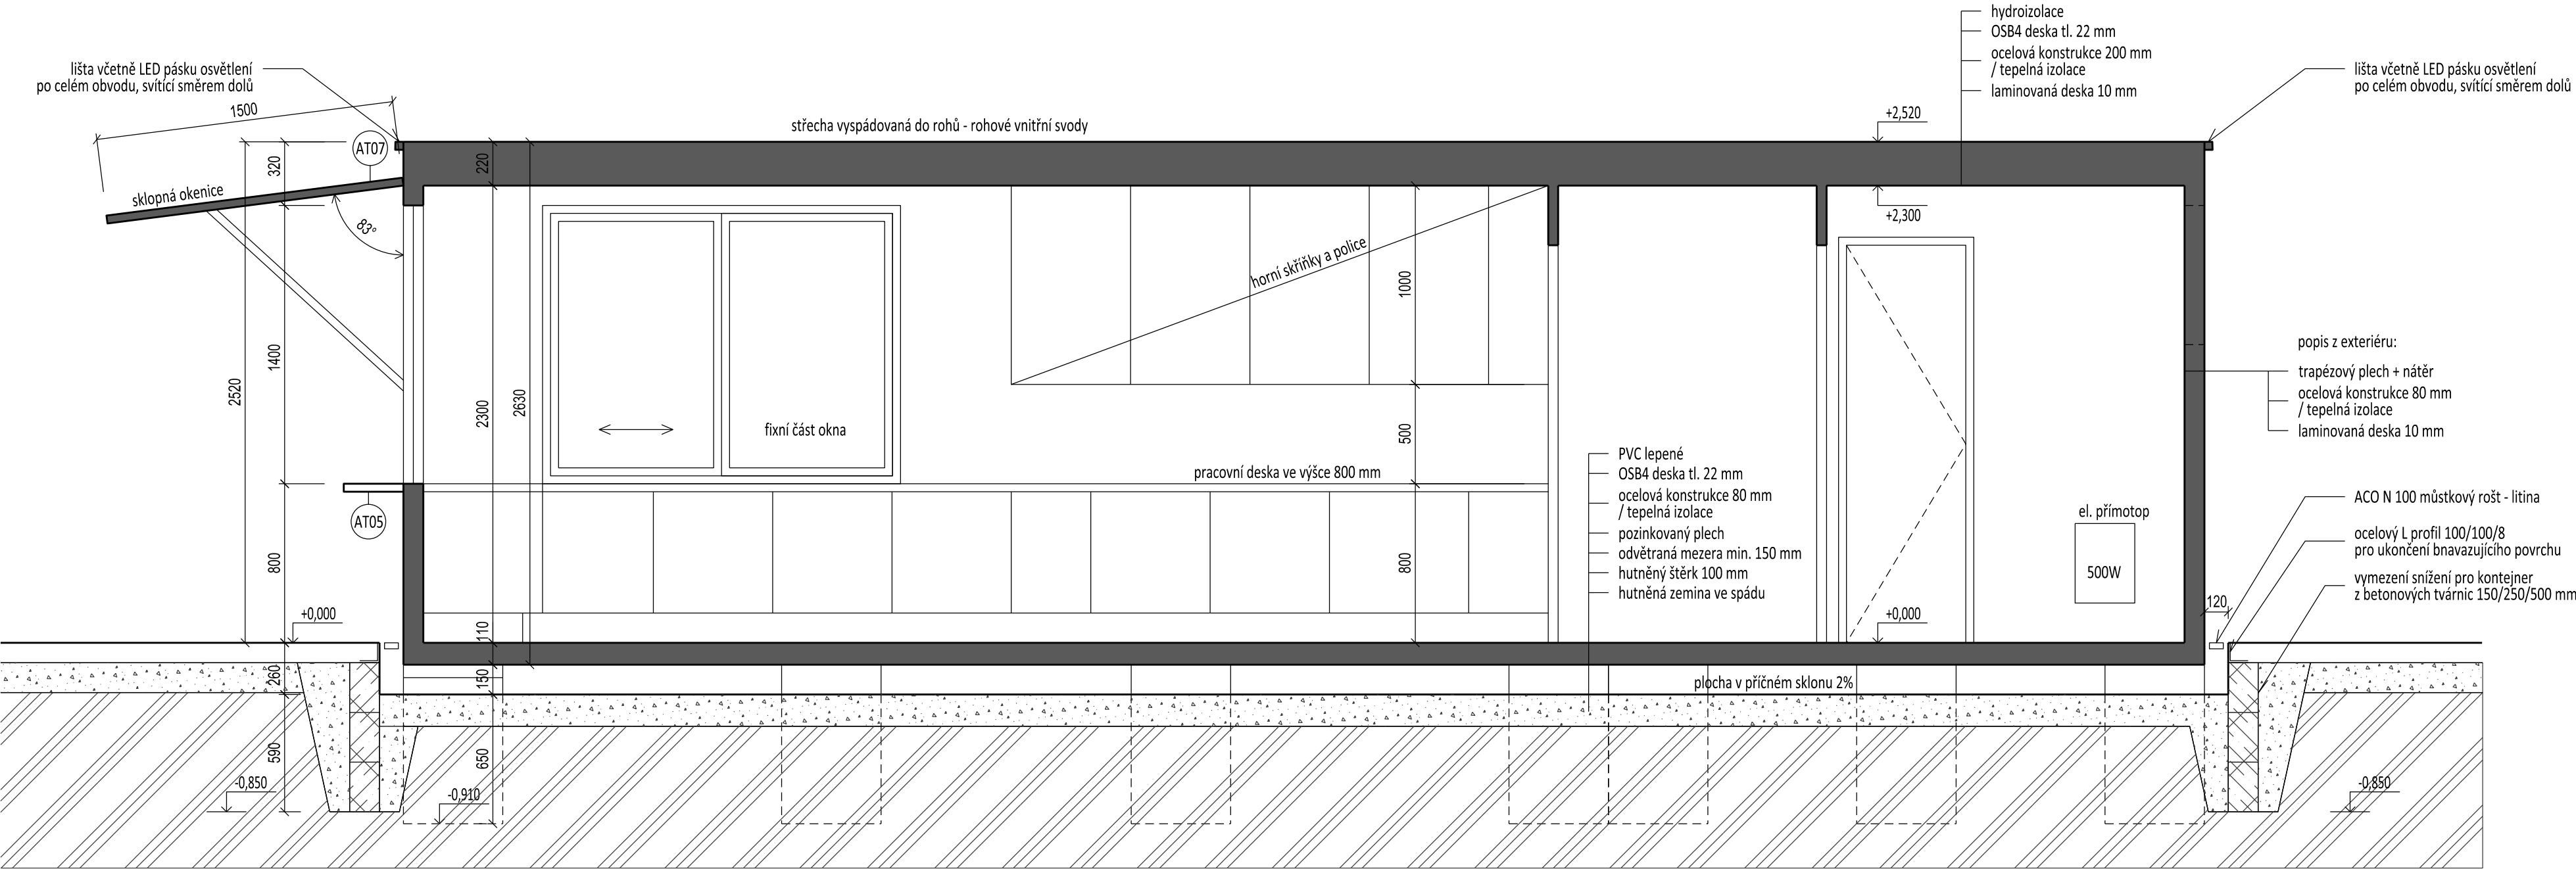 hydroizolace
OSB4 deska tl. 22 mm
ocelová konstrukce 200 mm
/ tepelná izolace
laminovaná deska 10 mm
lišta včetně LED pásku osvětlení
po celém obvodu, svítící směrem dolů
lišta včetně LED pásku osvětlení
po celém obvodu, svítící směrem dolů
1500
+2,520
střecha vyspádovaná do rohů - rohové vnitřní svody
AT07
320
220
sklopná okenice
83°
+2,300
horní skříňky a police
1000
1400
2520
2300
2630
popis z exteriéru:
trapézový plech + nátěr
ocelová konstrukce 80 mm
/ tepelná izolace
laminovaná deska 10 mm
fixní část okna
500
PVC lepené
OSB4 deska tl. 22 mm
ocelová konstrukce 80 mm
/ tepelná izolace
pozinkovaný plech
odvětraná mezera min. 150 mm
hutněný štěrk 100 mm
hutněná zemina ve spádu
pracovní deska ve výšce 800 mm
AT05
800
800
ACO N 100 můstkový rošt - litina
el. přímotop
500W
ocelový L profil 100/100/8
pro ukončení bnavazujícího povrchu
vymezení snížení pro kontejner
z betonových tvárnic 150/250/500 mm
120
+0,000
+0,000
110
260
150
plocha v příčném sklonu 2%
590
650
-0,850
-0,910
-0,850